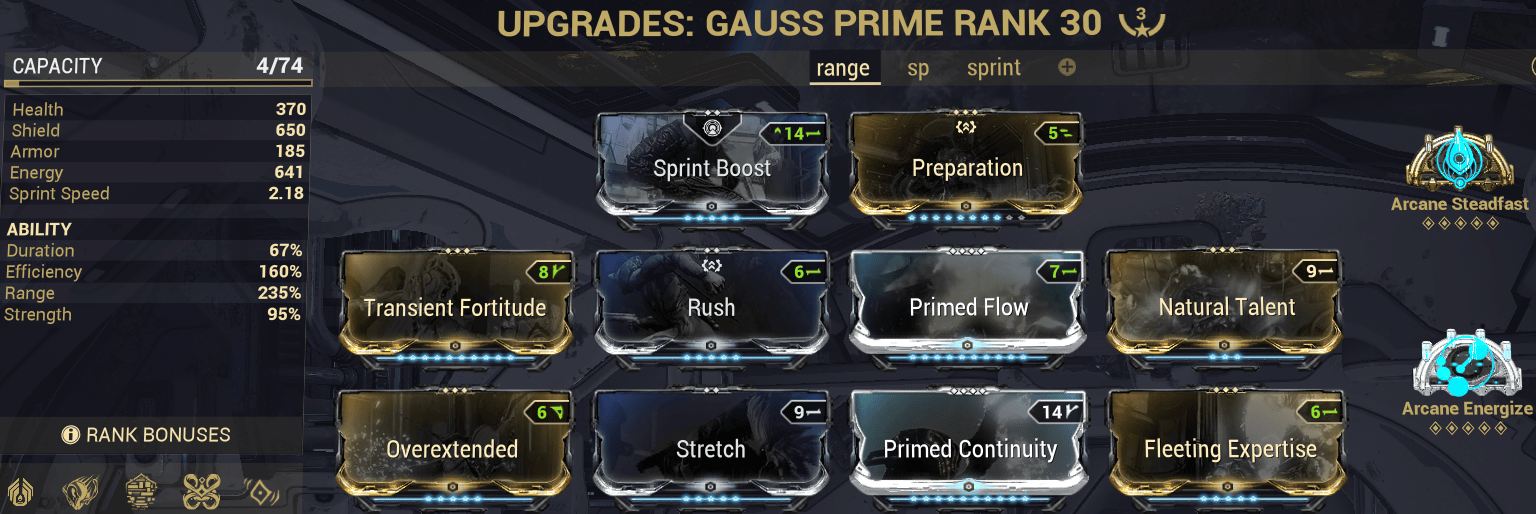 UPGRADES: GAUSS PRIME RANK 30 3
CAPACITY 4/74
range sp sprint
Health 370
Shield 650
Armor 185
Energy 641
Sprint Speed 2.18
ABILITY
Duration 67%
Efficiency 160%
Range 235%
Strength 95%
RANK BONUSES
14
Sprint Boost
5
Preparation
Arcane Steadfast
8
Transient Fortitude
6
Rush
7
Primed Flow
9
Natural Talent
6
Overextended
9
Stretch
14
Primed Continuity
6
Fleeting Expertise
Arcane Energize